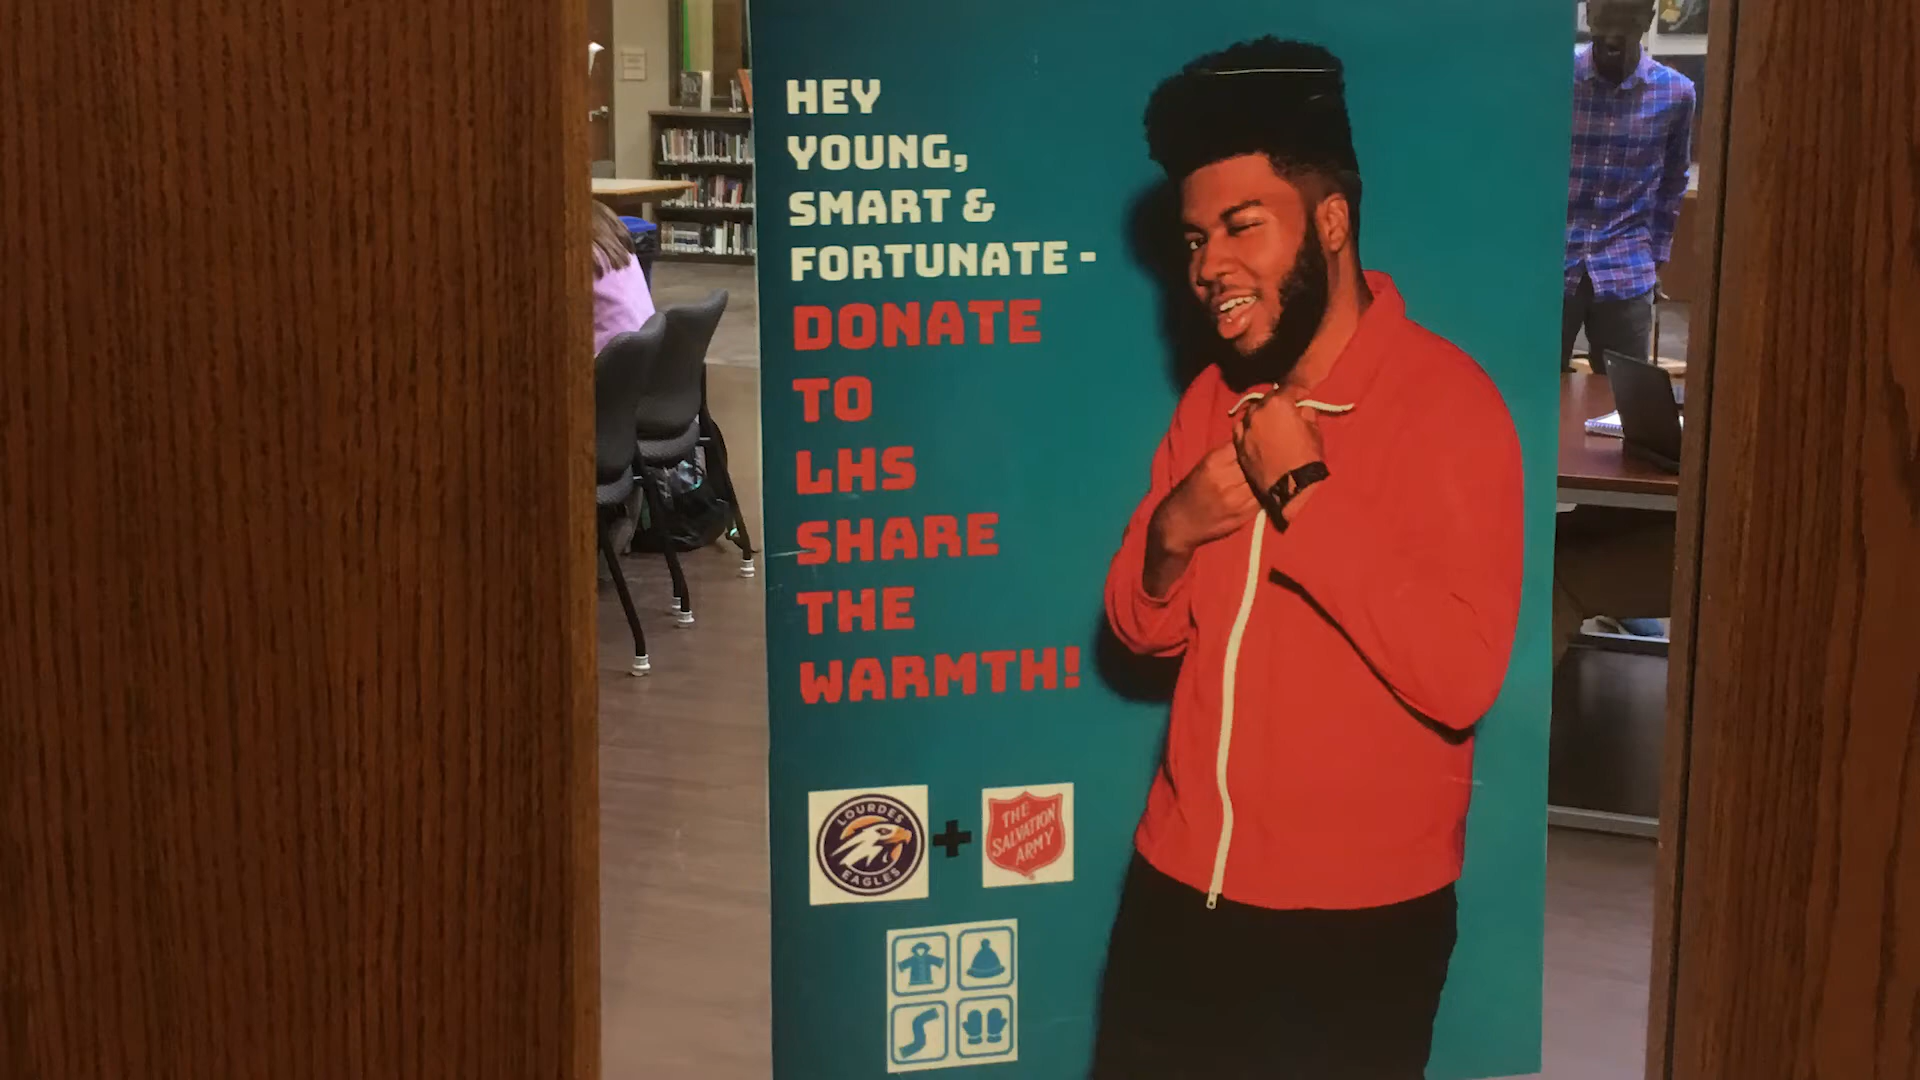 HEY
YOUNG,
SMART &
FORTUNATE -
DONATE
TO
LHS
SHARE
THE
WARMTH!
LOURDES
EAGLES
+
THE
SALVATION
ARMY